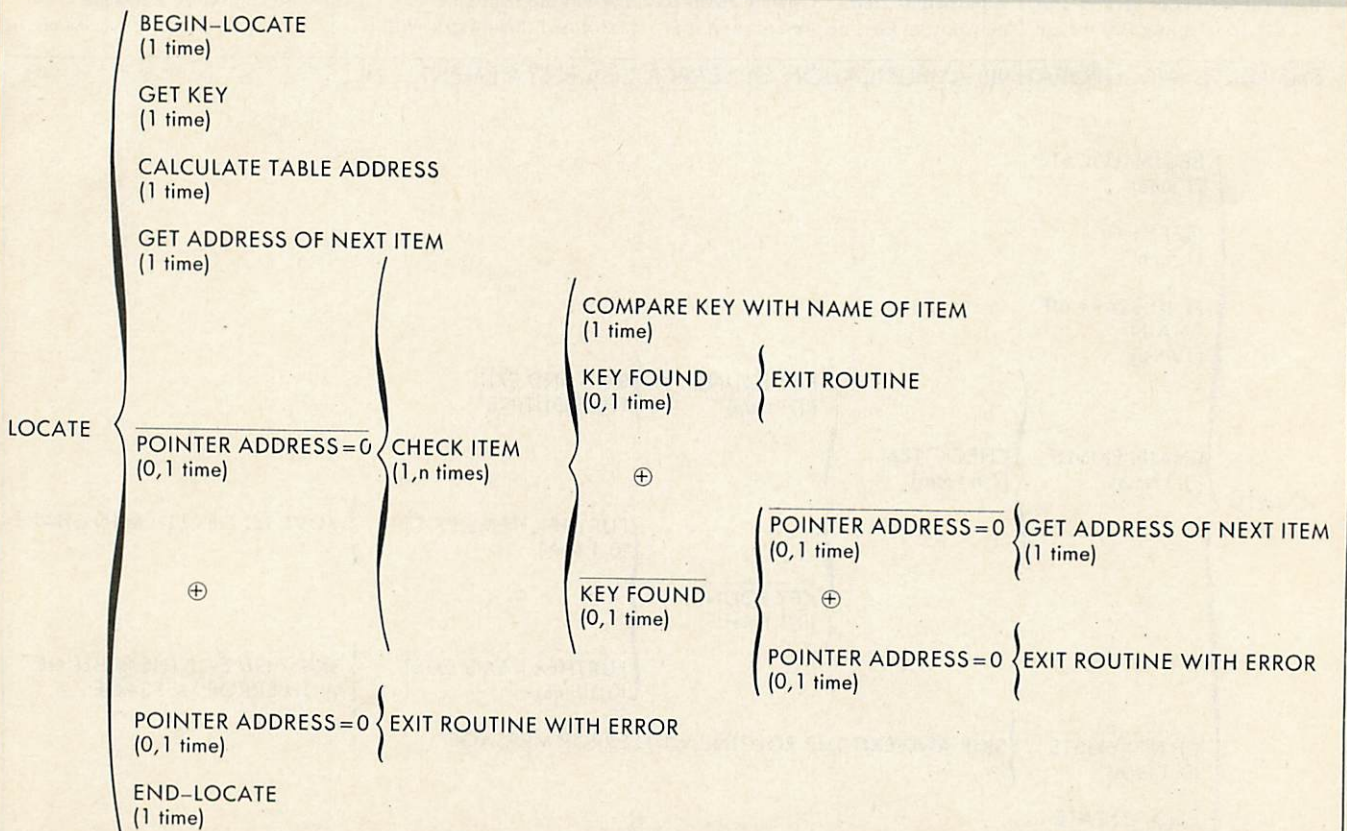 BEGIN–LOCATE
(1 time)
GET KEY
(1 time)
CALCULATE TABLE ADDRESS
(1 time)
GET ADDRESS OF NEXT ITEM
(1 time)
COMPARE KEY WITH NAME OF ITEM
(1 time)
KEY FOUND
(0,1 time)
EXIT ROUTINE
LOCATE
POINTER ADDRESS=0
(0,1 time)
CHECK ITEM
(1,n times)
⊕
POINTER ADDRESS=0
(0,1 time)
GET ADDRESS OF NEXT ITEM
(1 time)
⊕
KEY FOUND
(0,1 time)
⊕
POINTER ADDRESS=0
(0,1 time)
EXIT ROUTINE WITH ERROR
POINTER ADDRESS=0
(0,1 time)
EXIT ROUTINE WITH ERROR
END–LOCATE
(1 time)